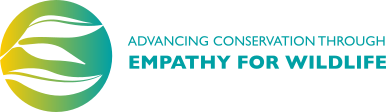 ADVANCING CONSERVATION THROUGH
EMPATHY FOR WILDLIFE